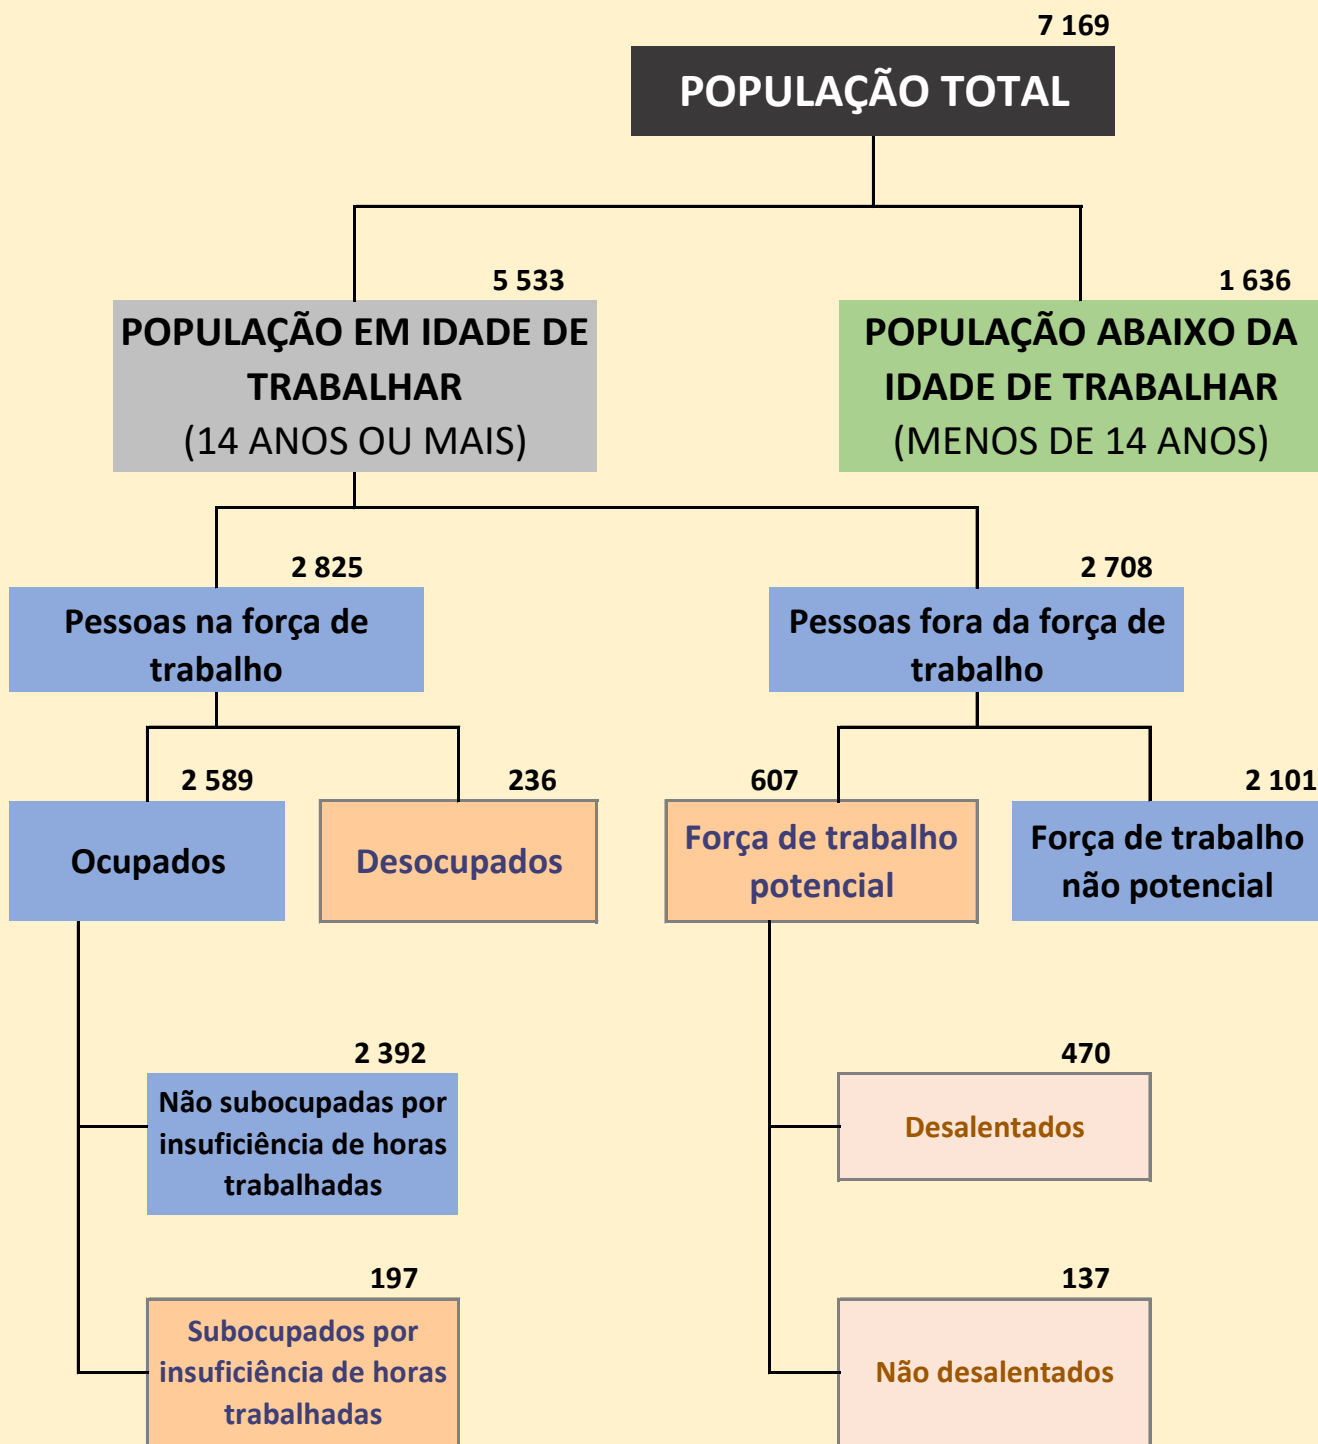 7 169
POPULAÇÃO TOTAL
5 533
POPULAÇÃO EM IDADE DE
TRABALHAR
(14 ANOS OU MAIS)
1 636
POPULAÇÃO ABAIXO DA
IDADE DE TRABALHAR
(MENOS DE 14 ANOS)
2 825
Pessoas na força de
trabalho
2 708
Pessoas fora da força de
trabalho
2 589
Ocupados
236
Desocupados
607
Força de trabalho
potencial
2 101
Força de trabalho
não potencial
2 392
Não subocupadas por
insuficiência de horas
trabalhadas
470
Desalentados
197
Subocupados por
insuficiência de horas
trabalhadas
137
Não desalentados